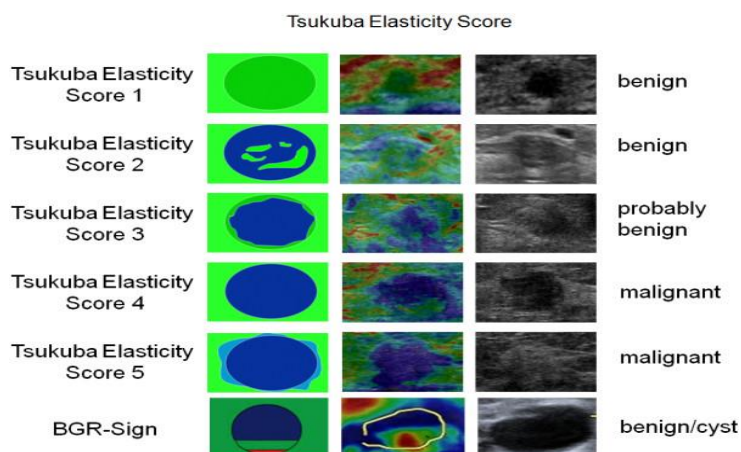 Tsukuba Elasticity Score
Tsukuba Elasticity
Score 1
benign
Tsukuba Elasticity
Score 2
benign
Tsukuba Elasticity
Score 3
probably
benign
Tsukuba Elasticity
Score 4
malignant
Tsukuba Elasticity
Score 5
malignant
BGR-Sign
benign/cyst